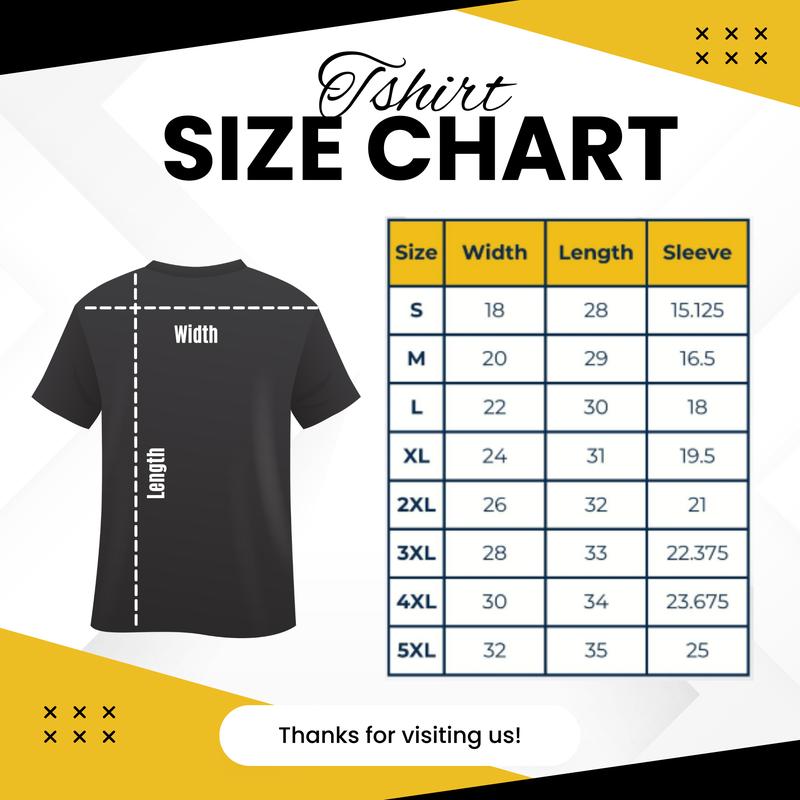 Tshirt
SIZE CHART
Width
Length
Size Width Length Sleeve
S 18 28 15.125
M 20 29 16.5
L 22 30 18
XL 24 31 19.5
2XL 26 32 21
3XL 28 33 22.375
4XL 30 34 23.675
5XL 32 35 25
Thanks for visiting us!